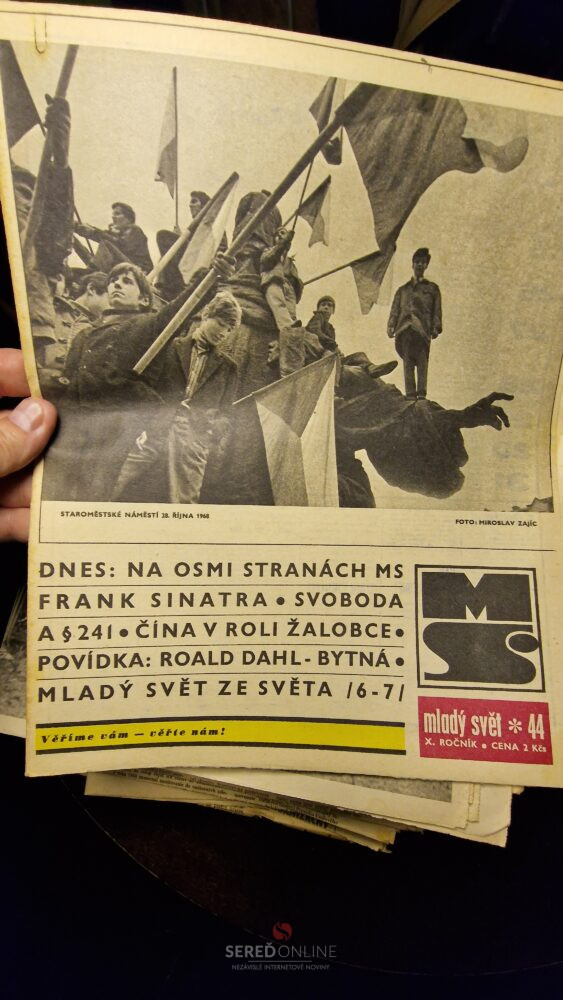 STAROMĚSTSKÉ NÁMĚSTÍ 28. ŘÍJNA 1968
FOTO: MIROSLAV ZAJÍC
DNES: NA OSMI STRANÁCH MS
FRANK SINATRA • SVOBODA
A § 241 • ČÍNA V ROLI ŽALOBCE •
POVÍDKA: ROALD DAHL - BYTNÁ •
MLADÝ SVĚT ZE SVĚTA /6-7/
Věříme vám — věřte nám!
MS
mladý svět * 44
X. ROČNÍK • CENA 2 Kčs
SEREĎONLINE
NEZÁVISLÉ INTERNETOVÉ NOVINY